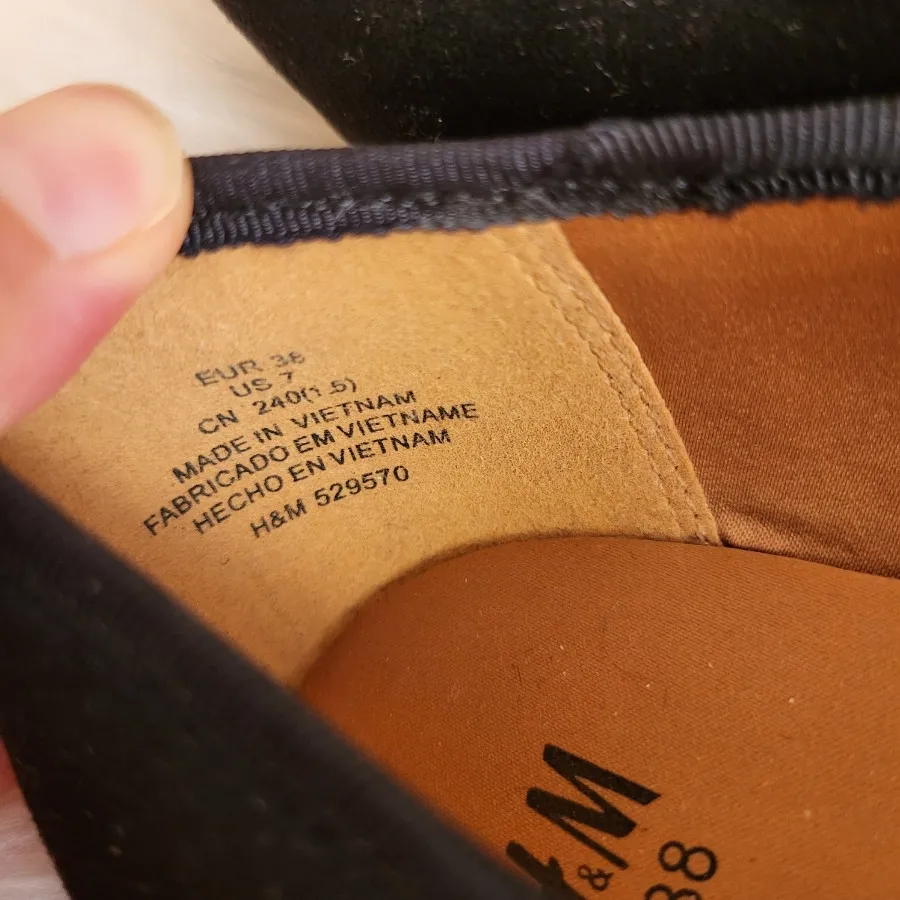 EUR 38
US 7
CN 240(1.5)
MADE IN VIETNAM
FABRICADO EM VIETNAME
HECHO EN VIETNAM
H&M 529570
H&M
38